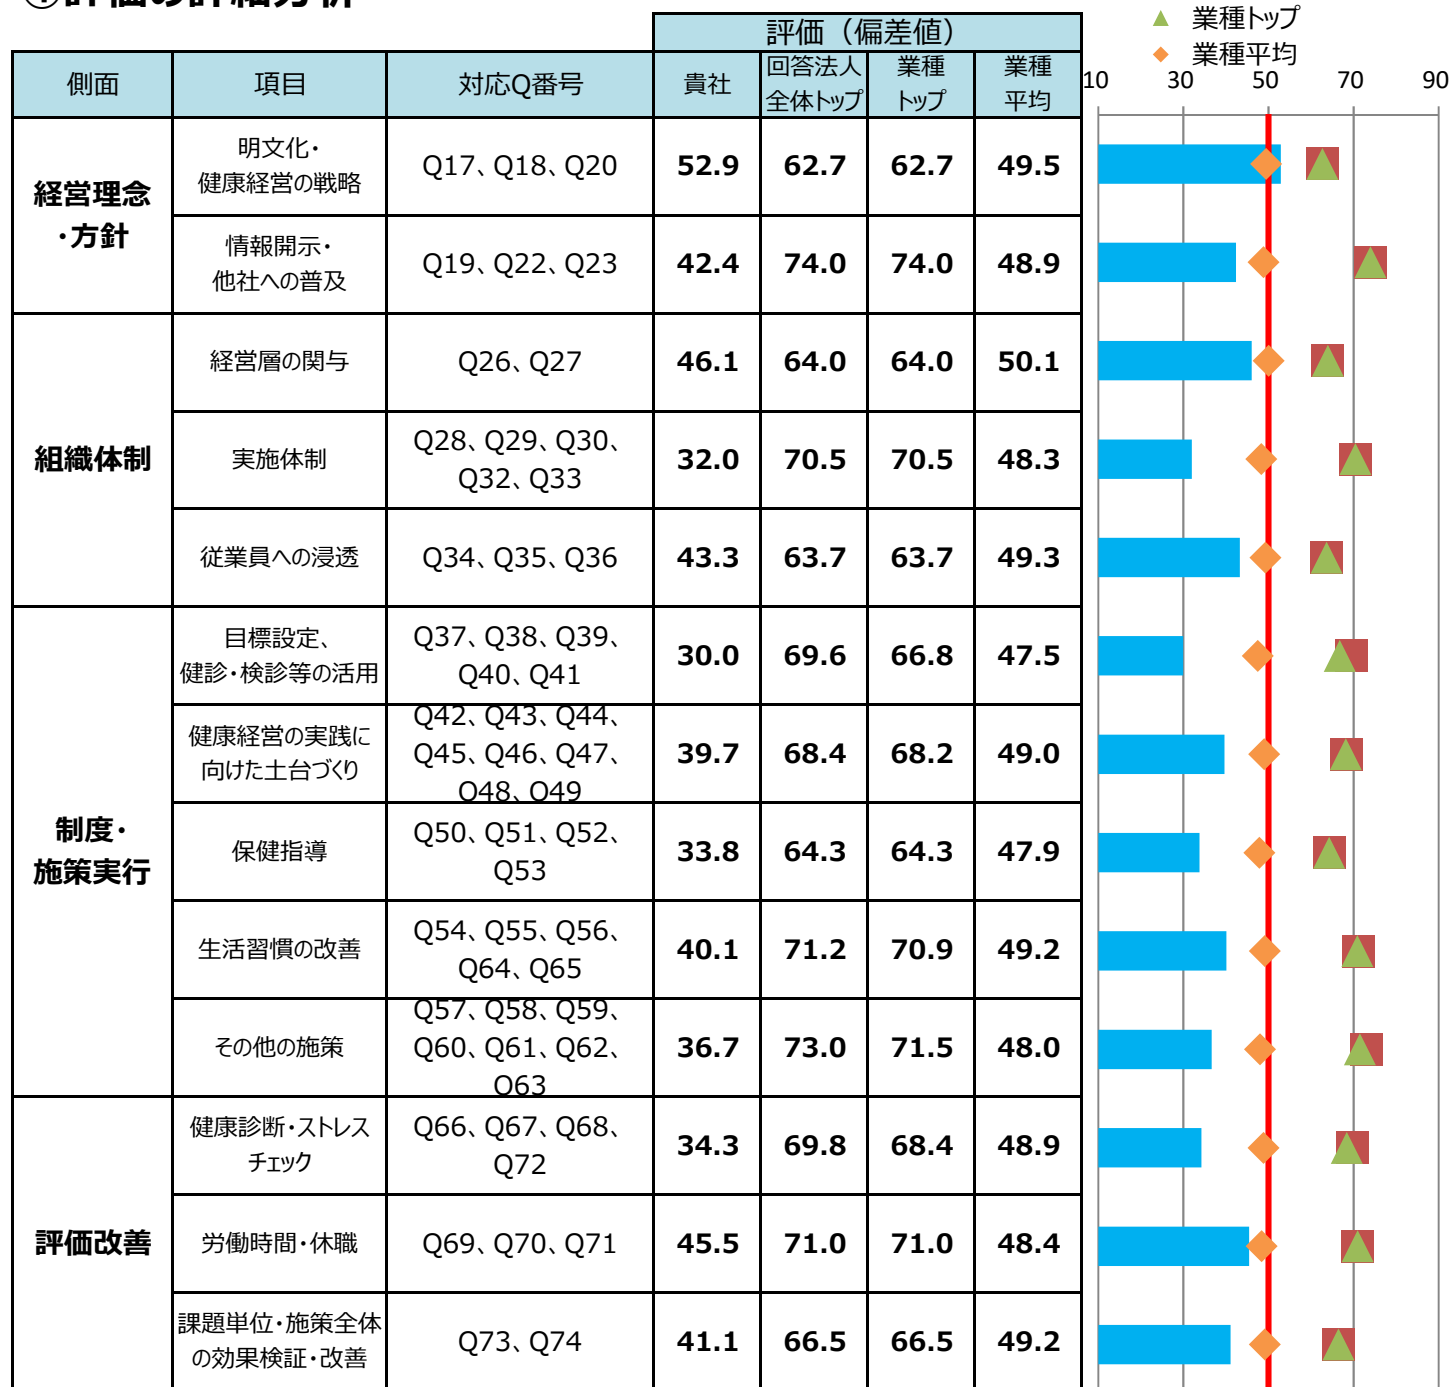 ①評価の詳細分析
▲ 業種トップ
◆ 業種平均
評価（偏差値）
側面 項目 対応Q番号 貴社 回答法人 業種 業種
全体トップ トップ 平均
10 30 50 70 90
経営理念
・方針
明文化・
健康経営の戦略
Q17、Q18、Q20 52.9 62.7 62.7 49.5
情報開示・
他社への普及
Q19、Q22、Q23 42.4 74.0 74.0 48.9
組織体制
経営層の関与 Q26、Q27 46.1 64.0 64.0 50.1
実施体制
Q28、Q29、Q30、
Q32、Q33
32.0 70.5 70.5 48.3
従業員への浸透 Q34、Q35、Q36 43.3 63.7 63.7 49.3
制度・
施策実行
目標設定、
健診・検診等の活用
Q37、Q38、Q39、
Q40、Q41
30.0 69.6 66.8 47.5
健康経営の実践に
向けた土台づくり
Q42、Q43、Q44、
Q45、Q46、Q47、
Q48、Q49
39.7 68.4 68.2 49.0
保健指導
Q50、Q51、Q52、
Q53
33.8 64.3 64.3 47.9
生活習慣の改善
Q54、Q55、Q56、
Q64、Q65
40.1 71.2 70.9 49.2
その他の施策
Q57、Q58、Q59、
Q60、Q61、Q62、
Q63
36.7 73.0 71.5 48.0
評価改善
健康診断・ストレス
チェック
Q66、Q67、Q68、
Q72
34.3 69.8 68.4 48.9
労働時間・休職 Q69、Q70、Q71 45.5 71.0 71.0 48.4
課題単位・施策全体
の効果検証・改善
Q73、Q74 41.1 66.5 66.5 49.2